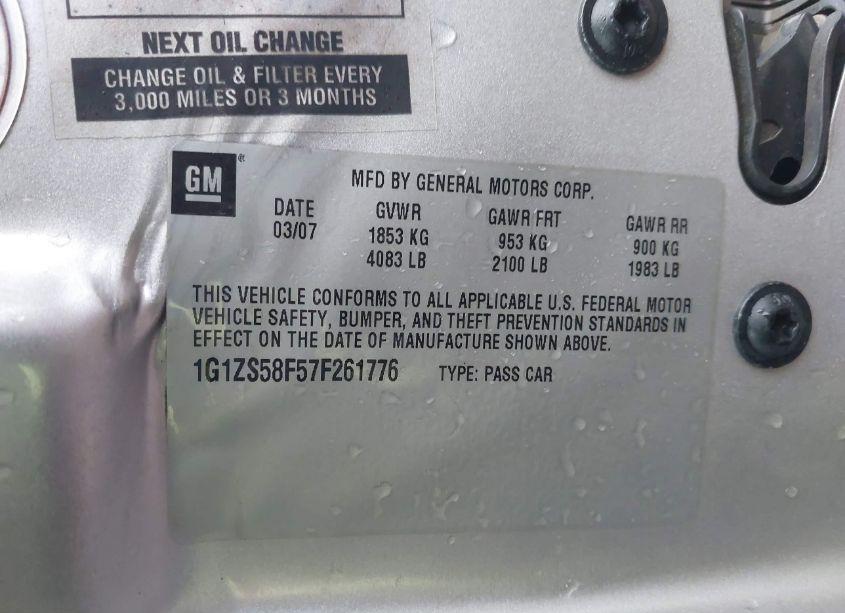 NEXT OIL CHANGE
CHANGE OIL & FILTER EVERY
3,000 MILES OR 3 MONTHS
GM ®
MFD BY GENERAL MOTORS CORP.
DATE GVWR GAWR FRT GAWR RR
03/07 1853 KG 953 KG 900 KG
4083 LB 2100 LB 1983 LB
THIS VEHICLE CONFORMS TO ALL APPLICABLE U.S. FEDERAL MOTOR
VEHICLE SAFETY, BUMPER, AND THEFT PREVENTION STANDARDS IN
EFFECT ON THE DATE OF MANUFACTURE SHOWN ABOVE.
1G1ZS58F57F261776 TYPE: PASS CAR